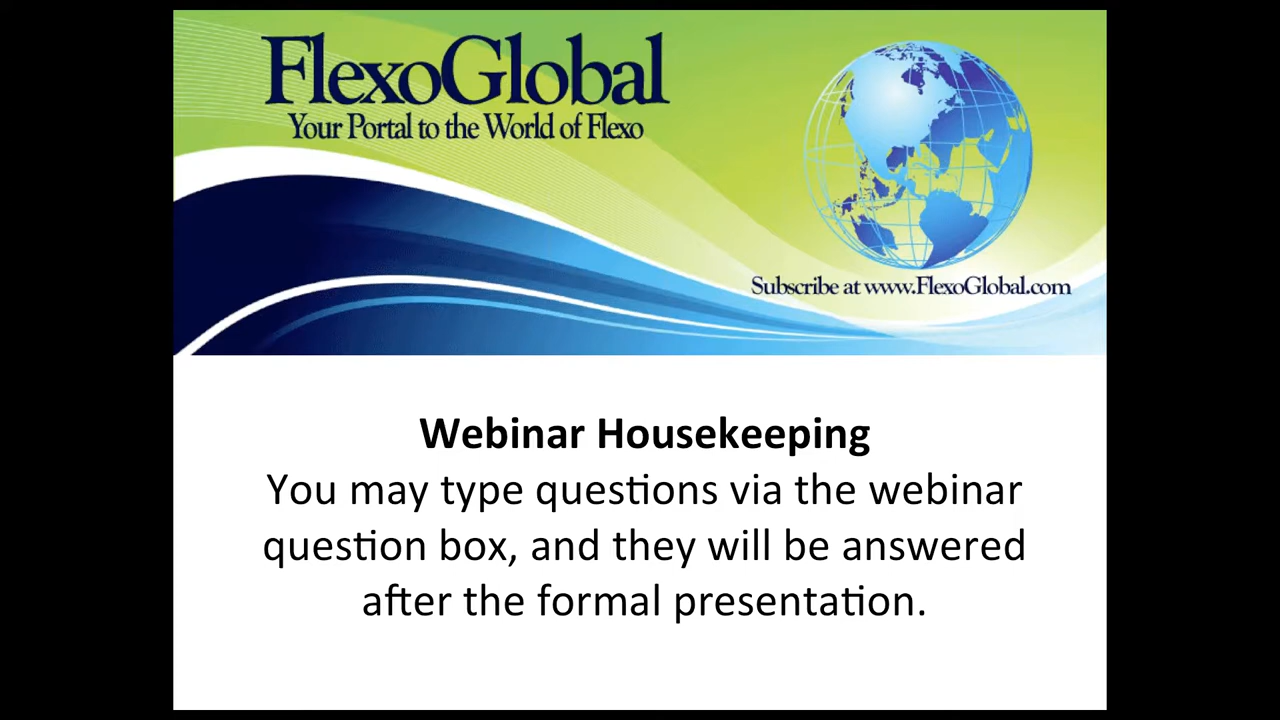 FlexoGlobal
Your Portal to the World of Flexo
Subscribe at www.FlexoGlobal.com
Webinar Housekeeping
You may type questions via the webinar
question box, and they will be answered
after the formal presentation.